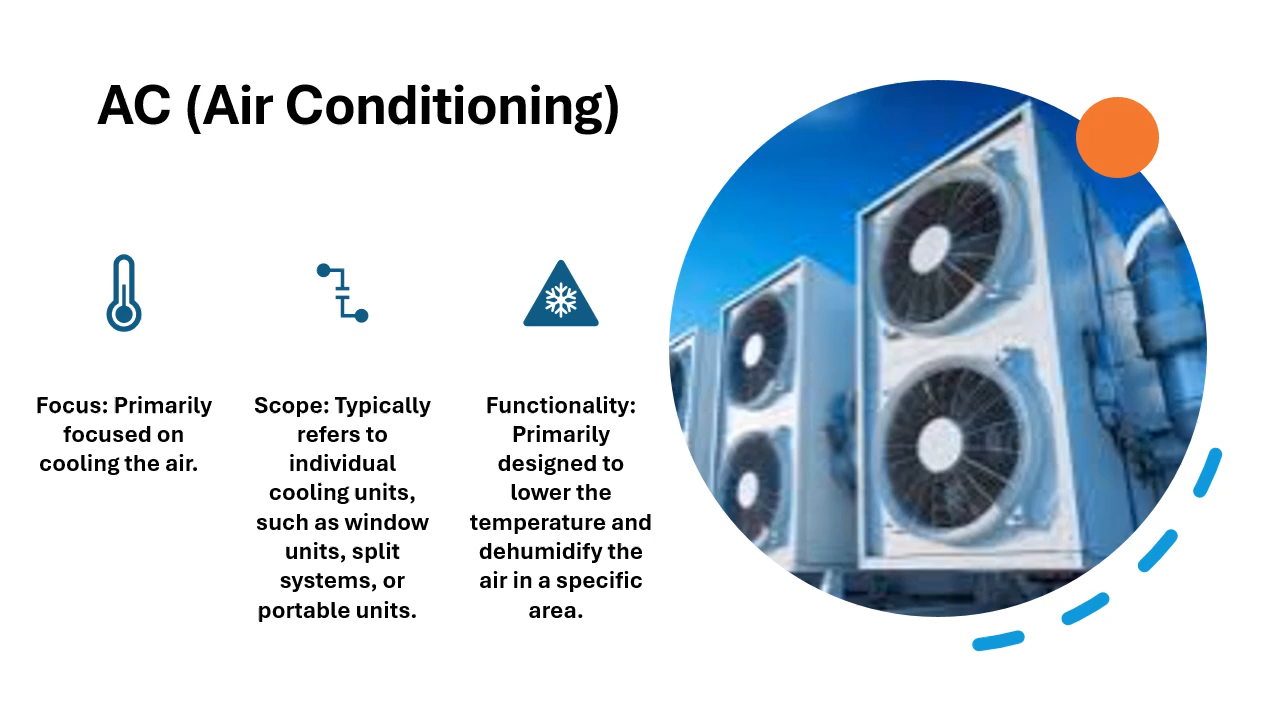 AC (Air Conditioning)
Focus: Primarily
focused on
cooling the air.
Scope: Typically
refers to
individual
cooling units,
such as window
units, split
systems, or
portable units.
Functionality:
Primarily
designed to
lower the
temperature and
dehumidify the
air in a specific
area.